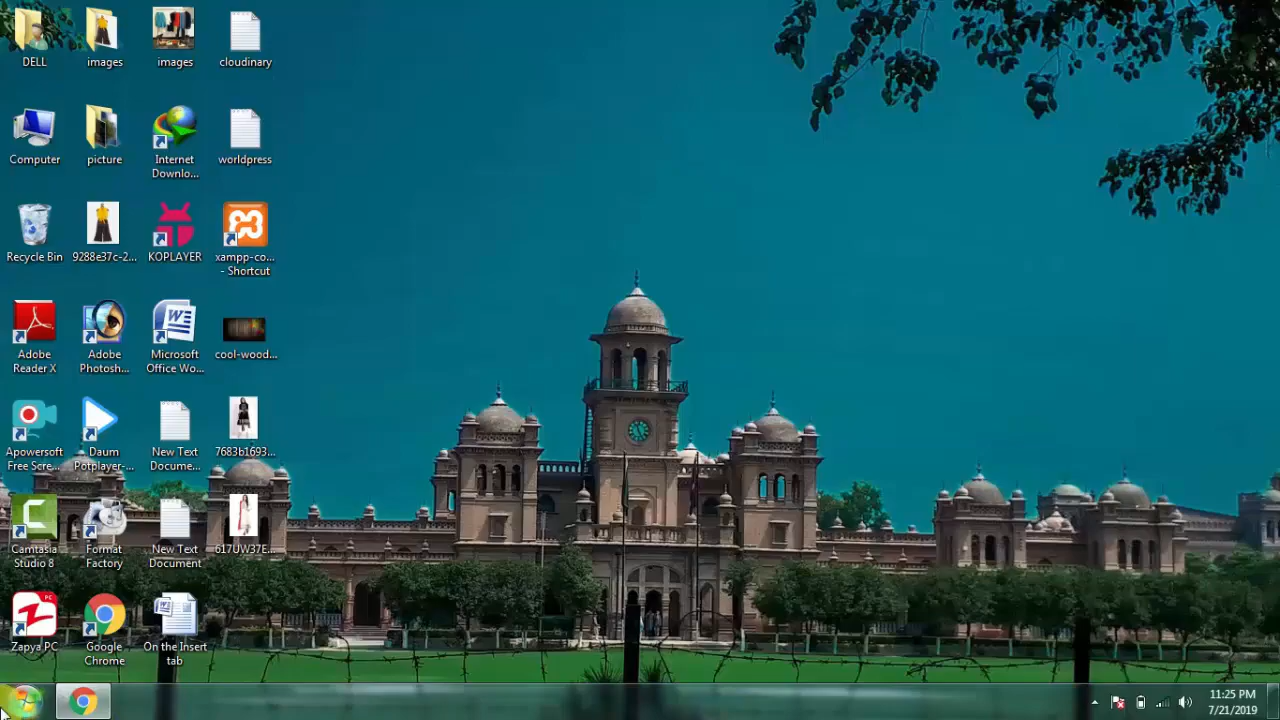 DELL
images
images
cloudinary
Computer
picture
Internet
Downlo...
worldpress
Recycle Bin
9288e37c-2...
KOPLAYER
xampp-co...
- Shortcut
Adobe
Reader X
Adobe
Photosh...
Microsoft
Office Wo...
cool-wood...
Apowersoft
Free Scre...
Daum
Potplayer-...
New Text
Docume...
7683b1693...
Camtasia
Studio 8
Format
Factory
New Text
Document
617UW37E...
PC
Zapya PC
Google
Chrome
On the Insert
tab
11:25 PM
7/21/2019